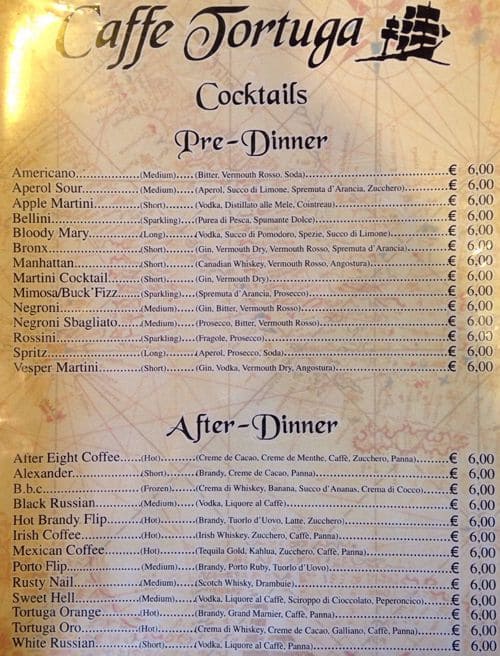 Caffe Tortuga
Cocktails
Pre-Dinner
Americano..................(Medium).....(Bitter, Vermouth Rosso, Soda)..................€ 6,00
Aperol Sour..................(Medium).....(Aperol, Succo di Limone, Spremuta d'Arancia, Zucchero)..................€ 6,00
Apple Martini..................(Short).....(Vodka, Distillato alle Mele, Cointreau)..................€ 6,00
Bellini..................(Sparkling).....(Purea di Pesca, Spumante Dolce)..................€ 6,00
Bloody Mary..................(Long).....(Vodka, Succo di Pomodoro, Spezie, Succo di Limone)..................€ 6,00
Bronx..................(Short).....(Gin, Vermouth Dry, Vermouth Rosso, Spremuta d'Arancia)..................€ 6,00
Manhattan..................(Short).....(Canadian Whiskey, Vermouth Rosso, Angostura)..................€ 6,00
Martini Cocktail..................(Short).....(Gin, Vermouth Dry)..................€ 6,00
Mimosa/Buck'Fizz..................(Sparkling).....(Spremuta d'Arancia, Prosecco)..................€ 6,00
Negroni..................(Medium).....(Gin, Bitter, Vermouth Rosso)..................€ 6,00
Negroni Sbagliato..................(Medium).....(Prosecco, Bitter, Vermouth Rosso)..................€ 6,00
Rossini..................(Sparkling).....(Fragole, Prosecco)..................€ 6,00
Spritz..................(Long).....(Aperol, Prosecco, Soda)..................€ 6,00
Vesper Martini..................(Short).....(Gin, Vodka, Vermouth Dry, Angostura)..................€ 6,00
After-Dinner
After Eight Coffee.....(Hot).....(Creme de Cacao, Creme de Menthe, Caffè, Zucchero, Panna)..................€ 6,00
Alexander..................(Short).....(Brandy, Creme de Cacao, Panna)..................€ 6,00
B.b.c..................(Frozen).....(Crema di Whiskey, Banana, Succo d'Ananas, Crema di Cocco)..................€ 6,00
Black Russian..................(Medium).....(Vodka, Liquore al Caffè)..................€ 6,00
Hot Brandy Flip..................(Hot).....(Brandy, Tuorlo d'Uovo, Latte, Zucchero)..................€ 6,00
Irish Coffee..................(Hot).....(Irish Whiskey, Zucchero, Caffè, Panna)..................€ 6,00
Mexican Coffee..................(Hot).....(Tequila Gold, Kahlua, Zucchero, Caffè, Panna)..................€ 6,00
Porto Flip..................(Medium).....(Brandy, Porto Ruby, Tuorlo d'Uovo)..................€ 6,00
Rusty Nail..................(Medium).....(Scotch Whisky, Drambuie)..................€ 6,00
Sweet Hell..................(Medium).....(Vodka, Liquore al Caffè, Sciroppo di Cioccolato, Peperoncico)..................€ 6,00
Tortuga Orange..................(Hot).....(Brandy, Grand Marnier, Caffè, Panna)..................€ 6,00
Tortuga Oro..................(Hot).....(Crema di Whiskey, Creme de Cacao, Galliano, Caffè, Panna)..................€ 6,00
White Russian..................(Short).....(Vodka, Liquore al Caffè, Panna)..................€ 6,00